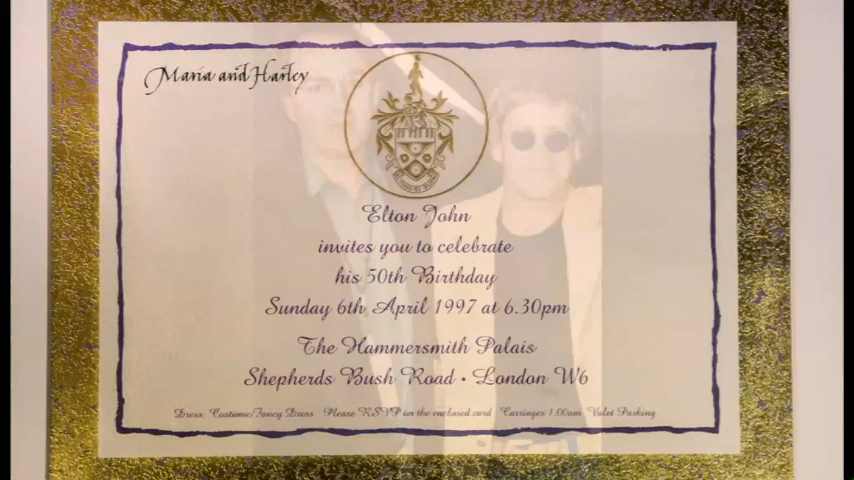 Maria and Harley
Elton John
invites you to celebrate
his 50th Birthday
Sunday 6th April 1997 at 6.30pm
The Hammersmith Palais
Shepherds Bush Road • London W6
Dress: Costume/Fancy Dress Please RSVP on the enclosed card Carriages 1.00am Valet Parking